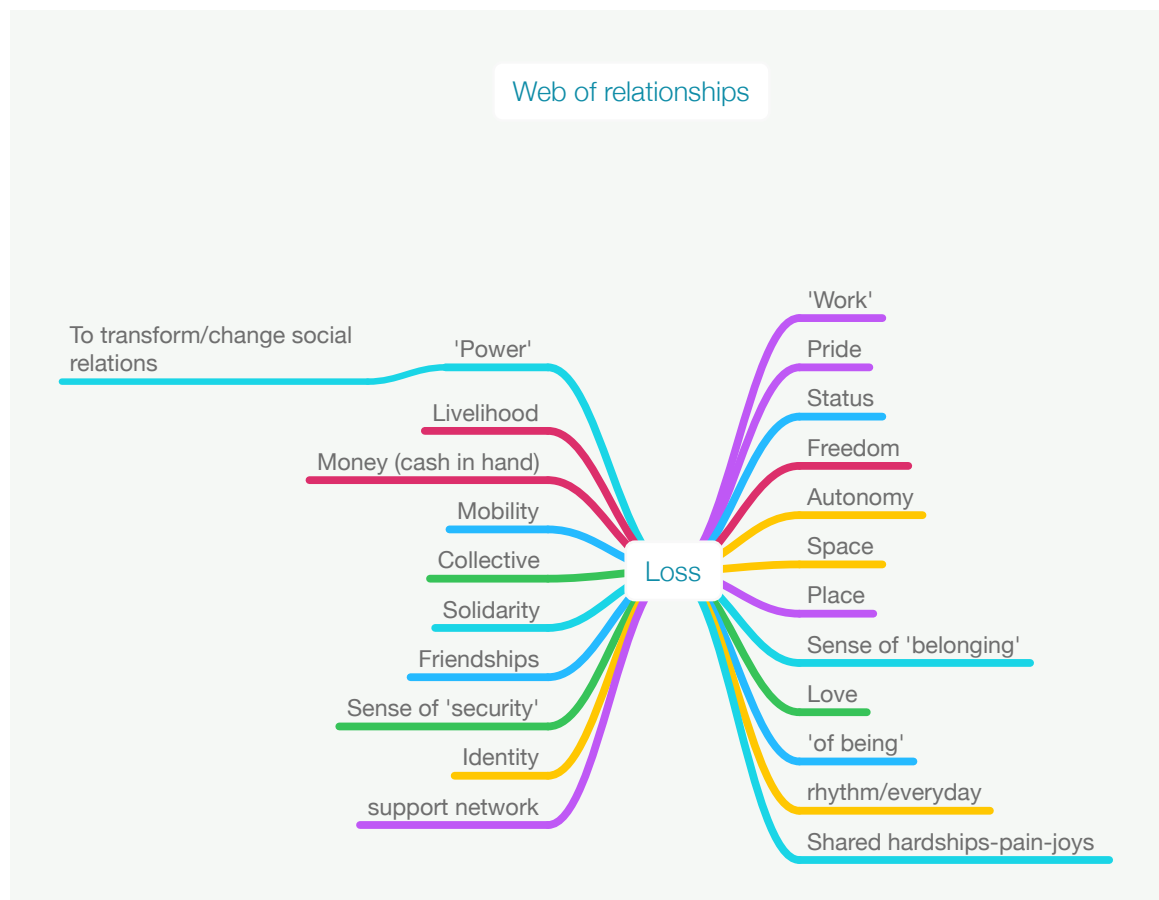 Web of relationships
'Work'
To transform/change social
relations
'Power'
Pride
Livelihood
Status
Money (cash in hand)
Freedom
Mobility
Autonomy
Collective
Space
Loss
Solidarity
Place
Friendships
Sense of 'belonging'
Sense of 'security'
Love
Identity
'of being'
support network
rhythm/everyday
Shared hardships-pain-joys